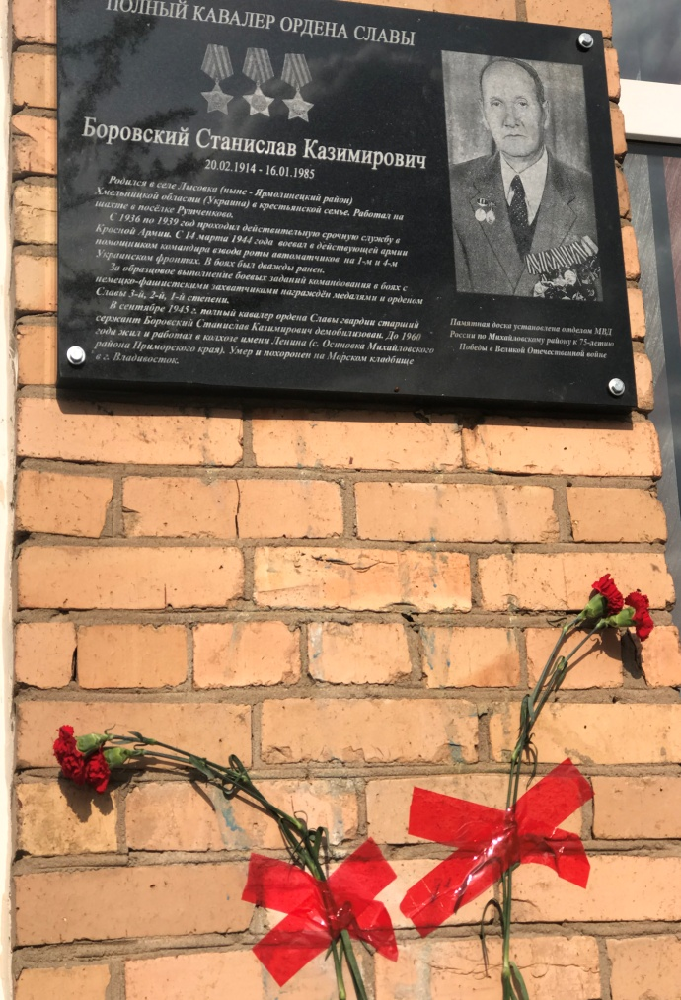 ПОЛНЫЙ КАВАЛЕР ОРДЕНА СЛАВЫ
Боровский Станислав Казимирович
20.02.1914 - 16.01.1985
Родился в селе Лысовка (ныне - Ярмолинецкий район)
Хмельницкой области (Украина) в крестьянской семье. Работал на
шахте в посёлке Рутченково.
С 1936 по 1939 год проходил действительную срочную службу в
Красной Армии. С 14 марта 1944 года воевал в действующей армии
помощником командира взвода роты автоматчиков на 1-м и 4-м
Украинском фронтах. В боях был дважды ранен.
За образцовое выполнение боевых заданий командования в боях с
немецко-фашистскими захватчиками награждён медалями и орденом
Славы 3-й, 2-й, 1-й степени.
В сентябре 1945 г. полный кавалер ордена Славы гвардии старший
сержант Боровский Станислав Казимирович демобилизован. До 1960
года жил и работал в колхозе имени Ленина (с. Осиновка Михайловского
района Приморского края). Умер и похоронен на Морском кладбище
в г. Владивосток.
Памятная доска установлена отделом МВД
России по Михайловскому району к 75-летию
Победы в Великой Отечественной войне